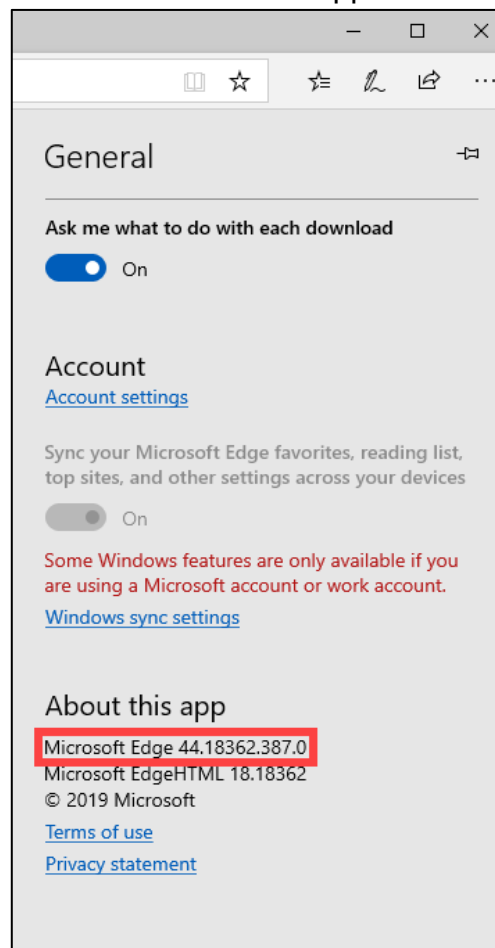 General
Ask me what to do with each download
On
Account
Account settings
Sync your Microsoft Edge favorites, reading list,
top sites, and other settings across your devices
On
Some Windows features are only available if you
are using a Microsoft account or work account.
Windows sync settings
About this app
Microsoft Edge 44.18362.387.0
Microsoft EdgeHTML 18.18362
© 2019 Microsoft
Terms of use
Privacy statement